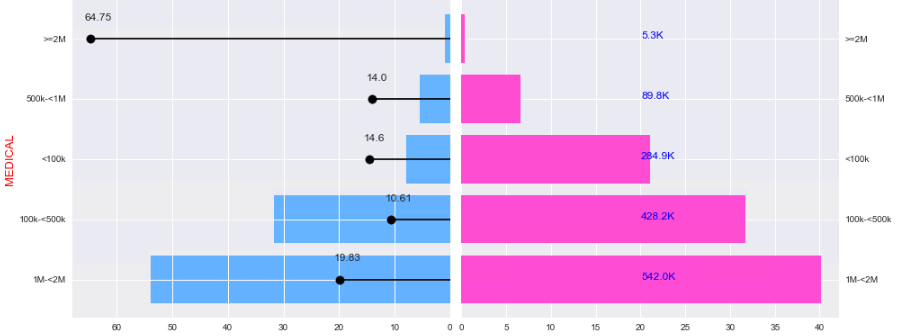 MEDICAL
>=2M 64.75 5.3K >=2M
500k-<1M 14.0 89.8K 500k-<1M
<100k 14.6 284.9K <100k
100k-<500k 10.61 428.2K 100k-<500k
1M-<2M 19.83 542.0K 1M-<2M
60 50 40 30 20 10 0 0 5 10 15 20 25 30 35 40